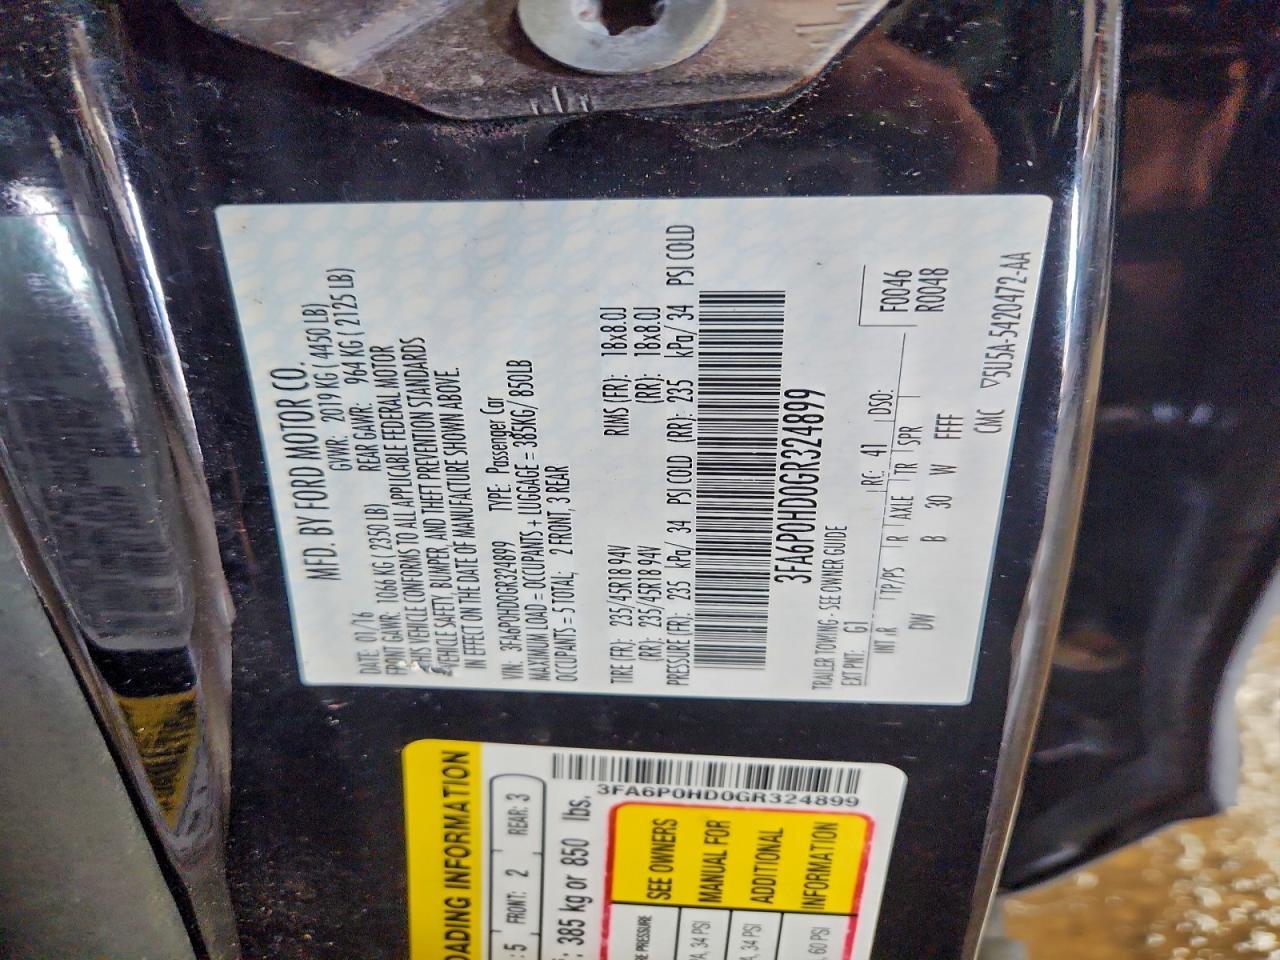 MFD. BY FORD MOTOR CO.
DATE: 01/16 GVWR: 2019 KG ( 4450 LB)
FRONT GAWR: 1066 KG ( 2350 LB) REAR GAWR: 964 KG ( 2125 LB)
THIS VEHICLE CONFORMS TO ALL APPLICABLE FEDERAL MOTOR
VEHICLE SAFETY, BUMPER, AND THEFT PREVENTION STANDARDS
IN EFFECT ON THE DATE OF MANUFACTURE SHOWN ABOVE.
VIN: 3FA6P0HD0GR324899 TYPE: Passenger Car
MAXIMUM LOAD = OCCUPANTS + LUGGAGE = 385KG/ 850LB
OCCUPANTS = 5 TOTAL; 2 FRONT, 3 REAR
TIRE (FR): 235/45R18 94V RIMS (FR): 18x8.0J
(RR): 235/45R18 94V (RR): 18x8.0J
PRESSURE (FR): 235 kPa/ 34 PSI COLD (RR): 235 kPa/ 34 PSI COLD
3FA6P0HD0GR324899
TRAILER TOWING - SEE OWNER GUIDE
EXT PNT: G1 RC: 41 DSO:
INT R TP/PS R AXLE TR SPR
DW B 30 W FFFF
F0046
R0048
CMC ▽5U5A-5420472-AA
OADING INFORMATION
: 5 FRONT: 2 REAR: 3
: 385 kg or 850 lbs.
3FA6P0HD0GR324899
RE PRESSURE
A, 34 PSI
A, 34 PSI
, 60 PSI
SEE OWNERS
MANUAL FOR
ADDITIONAL
INFORMATION